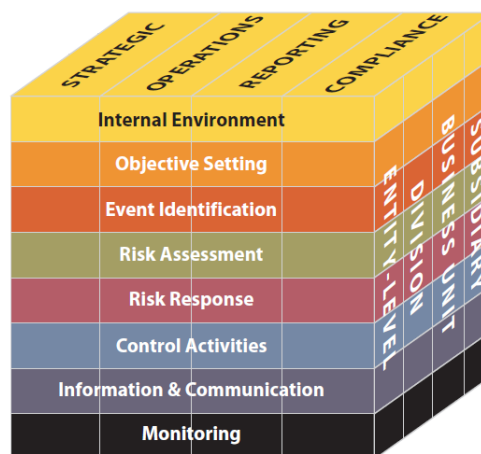 STRATEGIC
OPERATIONS
REPORTING
COMPLIANCE
Internal Environment
Objective Setting
Event Identification
Risk Assessment
Risk Response
Control Activities
Information & Communication
Monitoring
ENTITY-LEVEL
DIVISION
BUSINESS UNIT
SUBSIDIARY